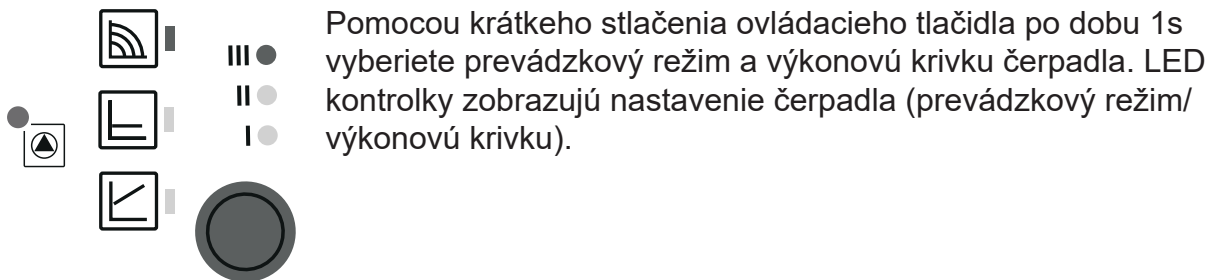 III
II
I
Pomocou krátkeho stlačenia ovládacieho tlačidla po dobu 1s
vyberiete prevádzkový režim a výkonovú krivku čerpadla. LED
kontrolky zobrazujú nastavenie čerpadla (prevádzkový režim/
výkonovú krivku).